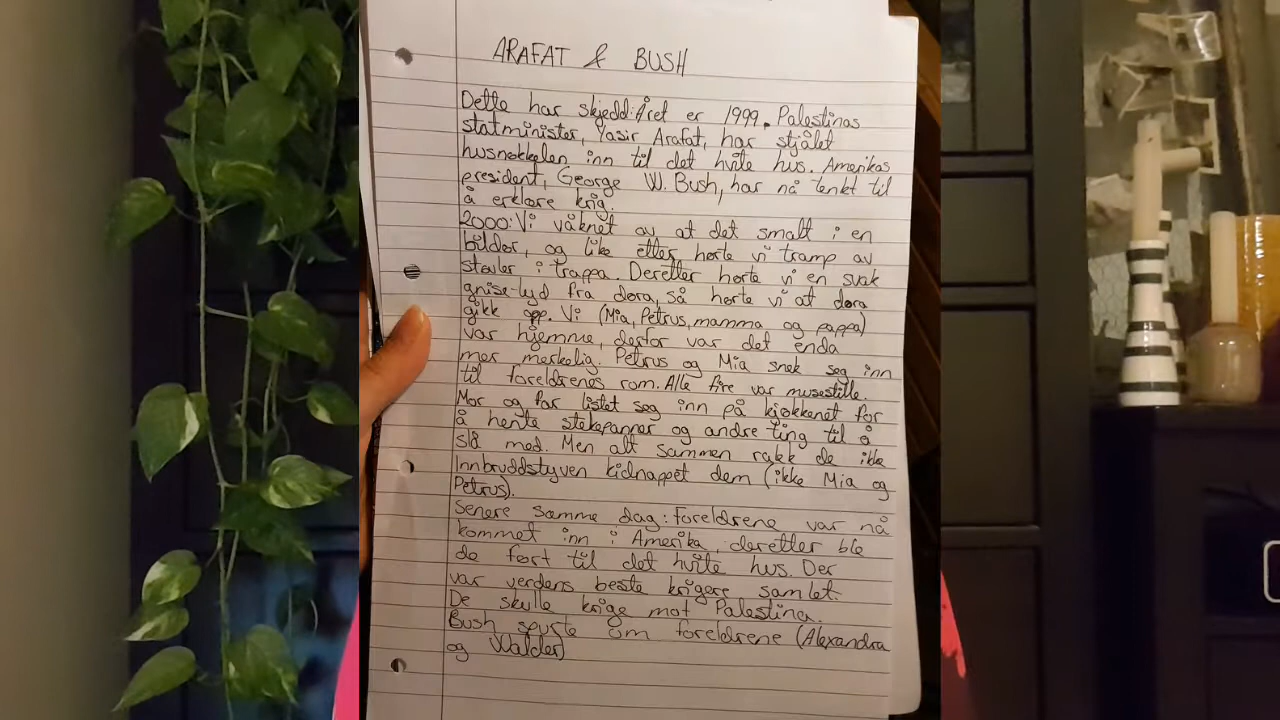 ARAFAT & BUSH
Dette har skjedd: Året er 1999. Palestinas
statminister, Yasir Arafat, har stjålet
husnøkkelen inn til det hvite hus. Amerikas
president, George W. Bush, har nå tenkt til
å erklære krig.
2000: Vi våknet av at det smalt i en
bildør, og like etter hørte vi tramp av
støvler i trappa. Deretter hørte vi en svak
gnise-lyd fra døra, så hørte vi at døra
gikk opp. Vi (Mia, Petrus, mamma og pappa)
var hjemme, derfor var det enda
mer merkelig. Petrus og Mia snek seg inn
til foreldrenes rom. Alle fire var musestille.
Mor og far listet seg inn på kjøkkenet for
å hente stekepanner og andre ting til å
slå med. Men alt sammen rakk de ikke
Innbruddstyven kidnappet dem (ikke Mia og
Petrus).
Senere samme dag: Foreldrene var nå
kommet inn i Amerika, deretter ble
de ført til det hvite hus. Der
var verdens beste krigere samlet.
De skulle krige mot Palestina.
Bush spurte om foreldrene (Alexandra
og Walder)